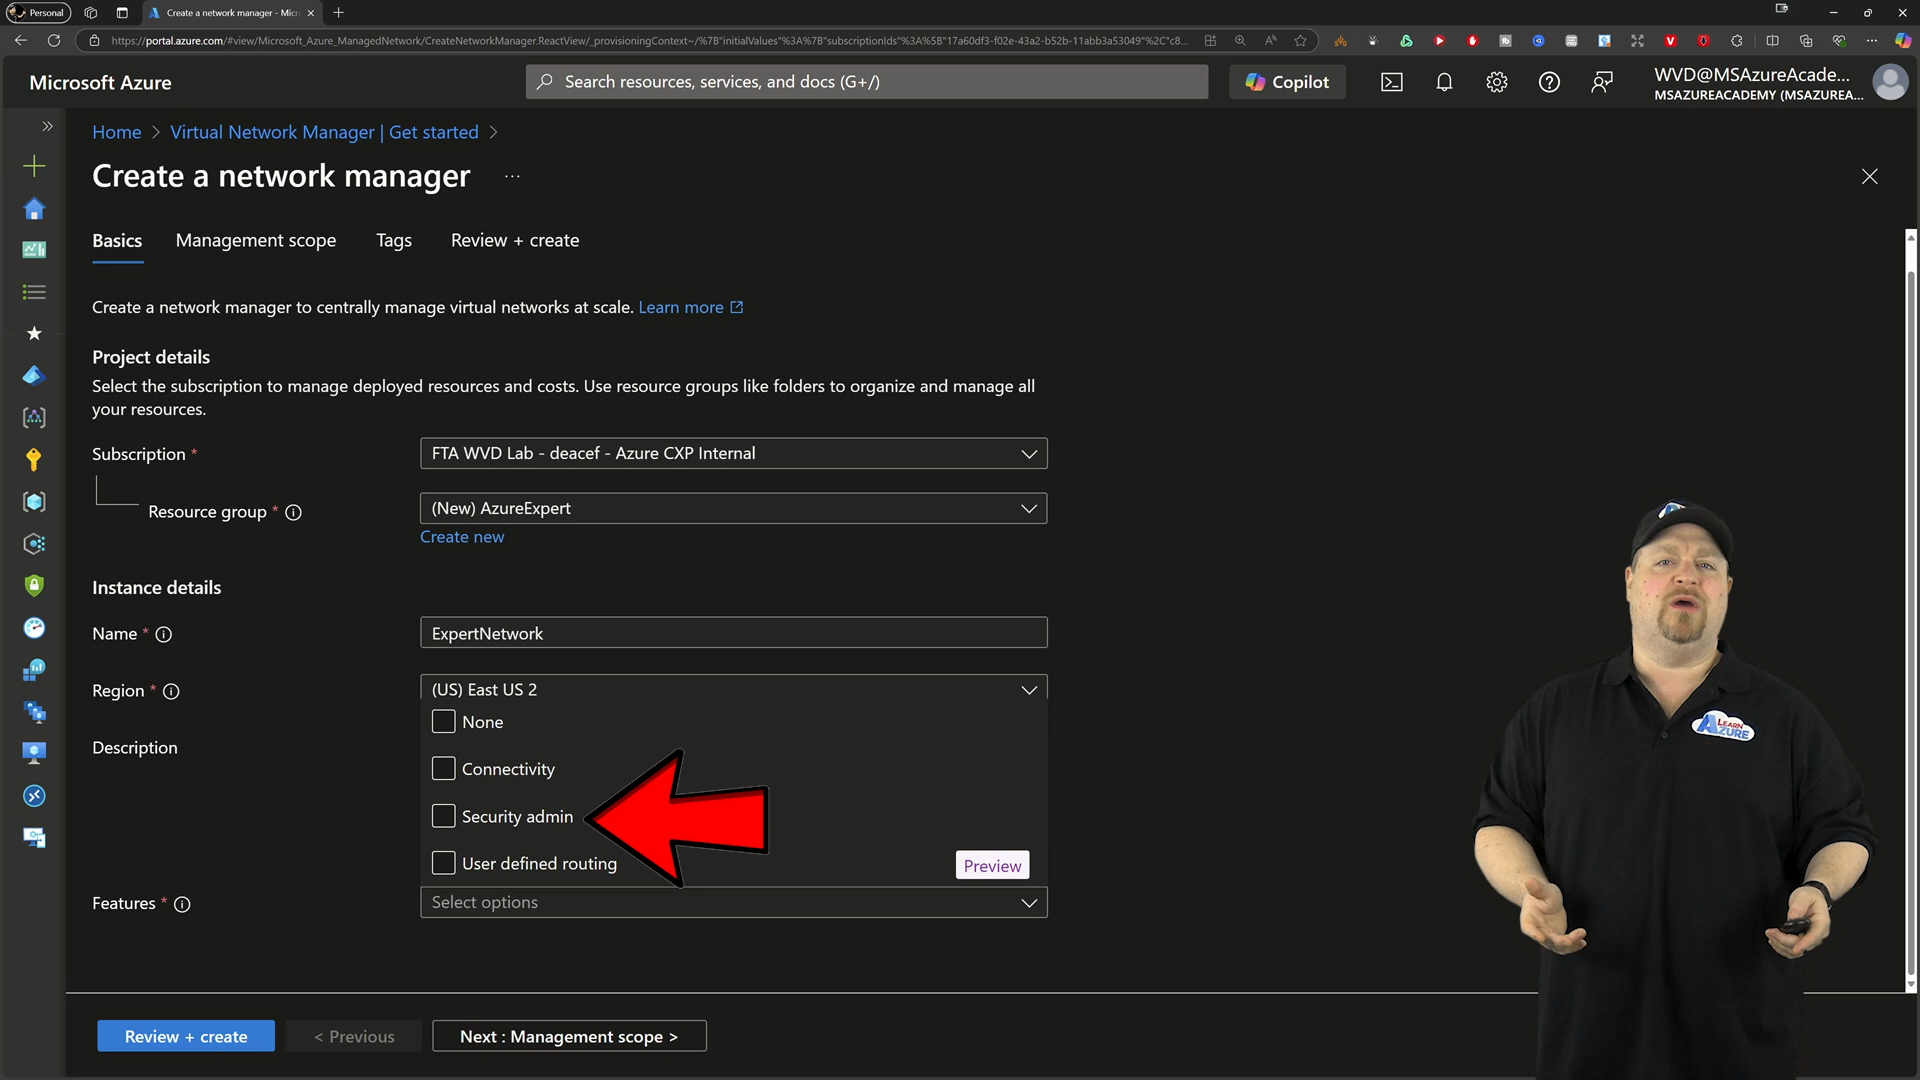 Personal
Create a network manager - Micr
https://portal.azure.com/#view/Microsoft_Azure_ManagedNetwork/CreateNetworkManager.ReactView/_provisioningContext~/%7B"initialValues"%3A%7B"subscriptionIds"%3A%5B"17a60df3-f02e-43a2-b52b-11abb3a53049"%2C"c8...
Microsoft Azure
Search resources, services, and docs (G+/)
Copilot
WVD@MSAzureAcade...
MSAZUREACADEMY (MSAZUREA...
Home > Virtual Network Manager | Get started >
Create a network manager ...
Basics Management scope Tags Review + create
Create a network manager to centrally manage virtual networks at scale. Learn more
Project details
Select the subscription to manage deployed resources and costs. Use resource groups like folders to organize and manage all
your resources.
Subscription *
FTA WVD Lab - deacef - Azure CXP Internal
Resource group *
(New) AzureExpert
Create new
Instance details
Name *
ExpertNetwork
Region *
(US) East US 2
None
Description
Connectivity
Security admin
User defined routing
Preview
Features *
Select options
Review + create
< Previous
Next : Management scope >
LEARN
AZURE